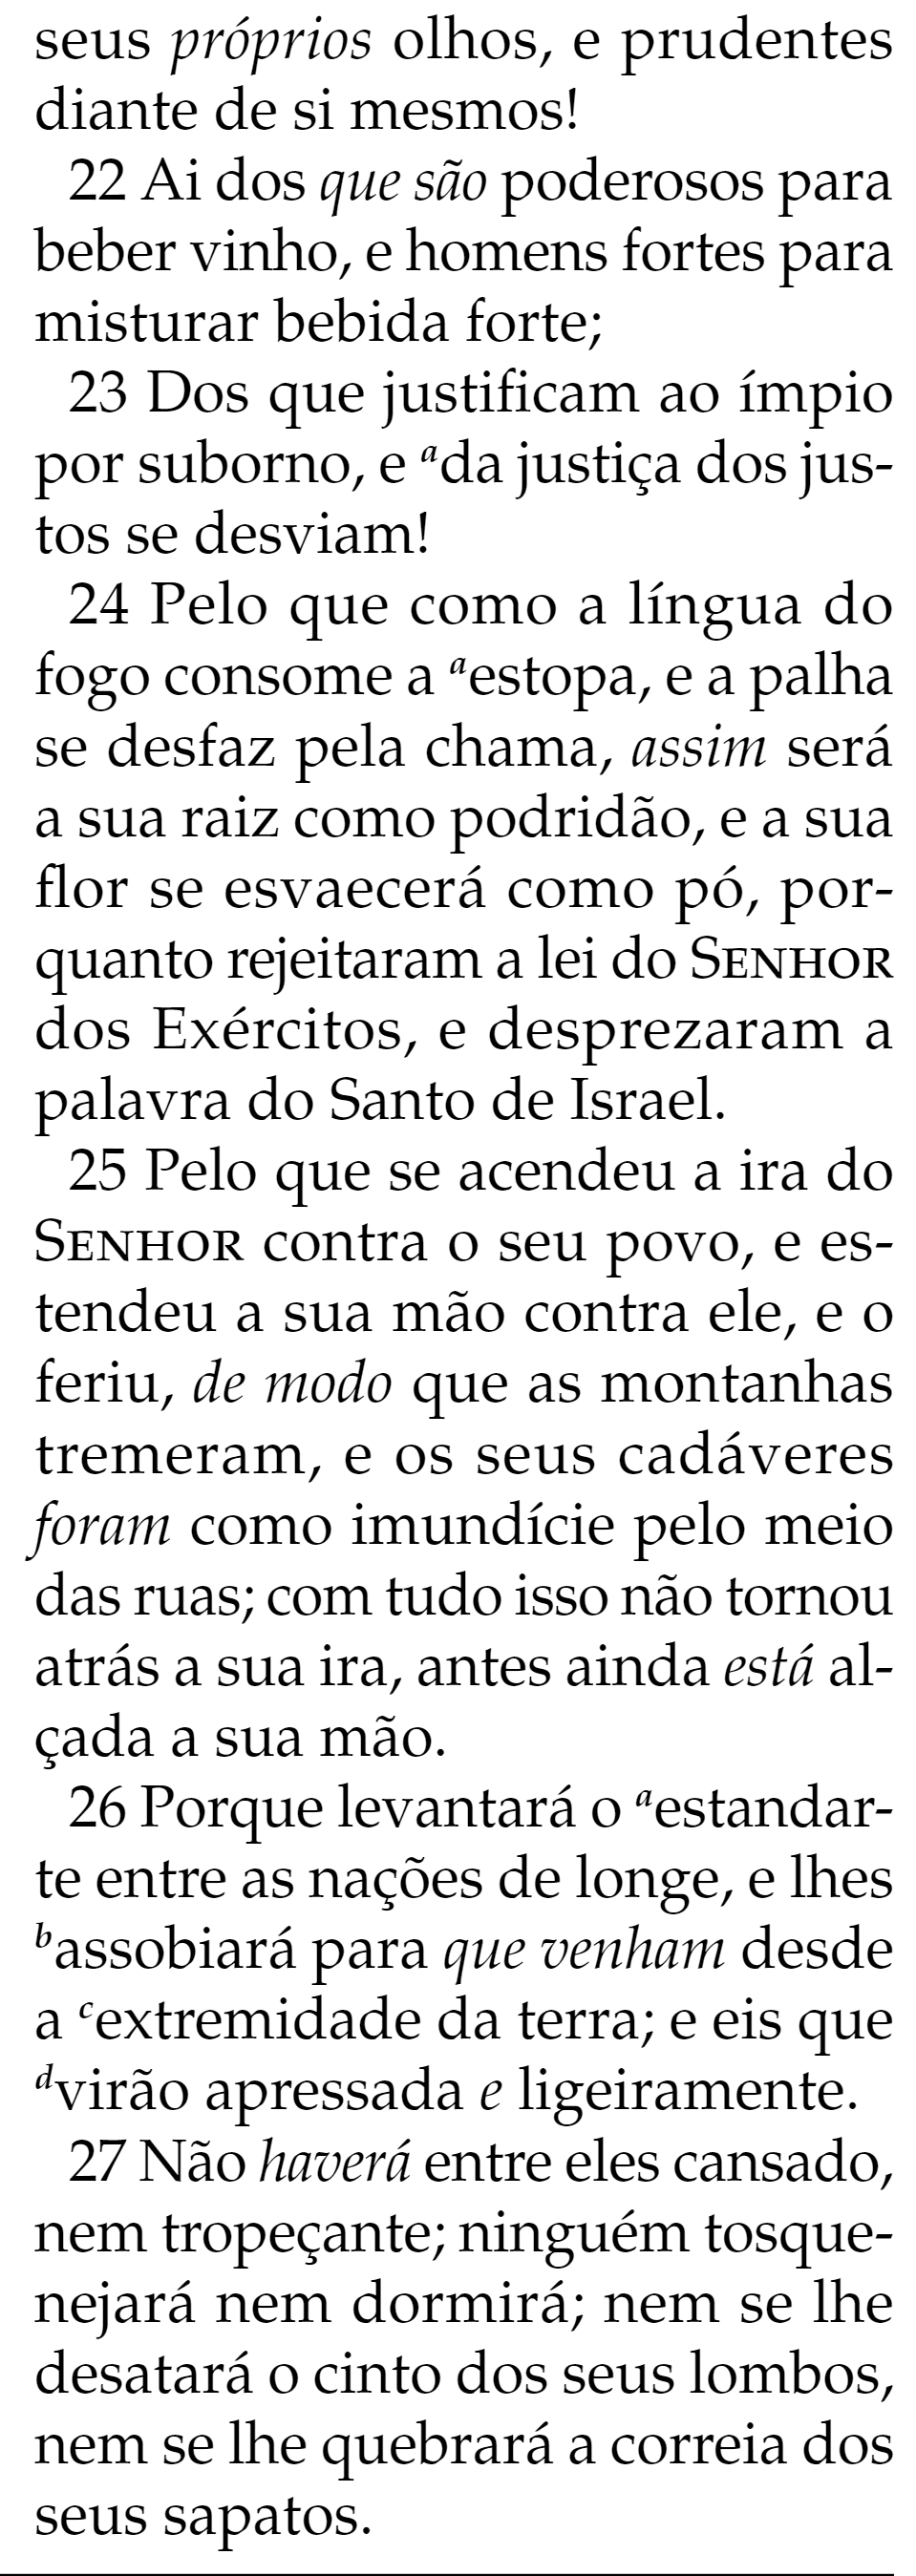 seus próprios olhos, e prudentes
diante de si mesmos!
22 Ai dos que são poderosos para
beber vinho, e homens fortes para
misturar bebida forte;
23 Dos que justificam ao ímpio
por suborno, e ᵃda justiça dos jus-
tos se desviam!
24 Pelo que como a língua do
fogo consome a ᵃestopa, e a palha
se desfaz pela chama, assim será
a sua raiz como podridão, e a sua
flor se esvaecerá como pó, por-
quanto rejeitaram a lei do SENHOR
dos Exércitos, e desprezaram a
palavra do Santo de Israel.
25 Pelo que se acendeu a ira do
SENHOR contra o seu povo, e es-
tendeu a sua mão contra ele, e o
feriu, de modo que as montanhas
tremeram, e os seus cadáveres
foram como imundície pelo meio
das ruas; com tudo isso não tornou
atrás a sua ira, antes ainda está al-
çada a sua mão.
26 Porque levantará o ᵃestandar-
te entre as nações de longe, e lhes
ᵇassobiará para que venham desde
a ᶜextremidade da terra; e eis que
ᵈvirão apressada e ligeiramente.
27 Não haverá entre eles cansado,
nem tropeçante; ninguém tosque-
nejará nem dormirá; nem se lhe
desatará o cinto dos seus lombos,
nem se lhe quebrará a correia dos
seus sapatos.